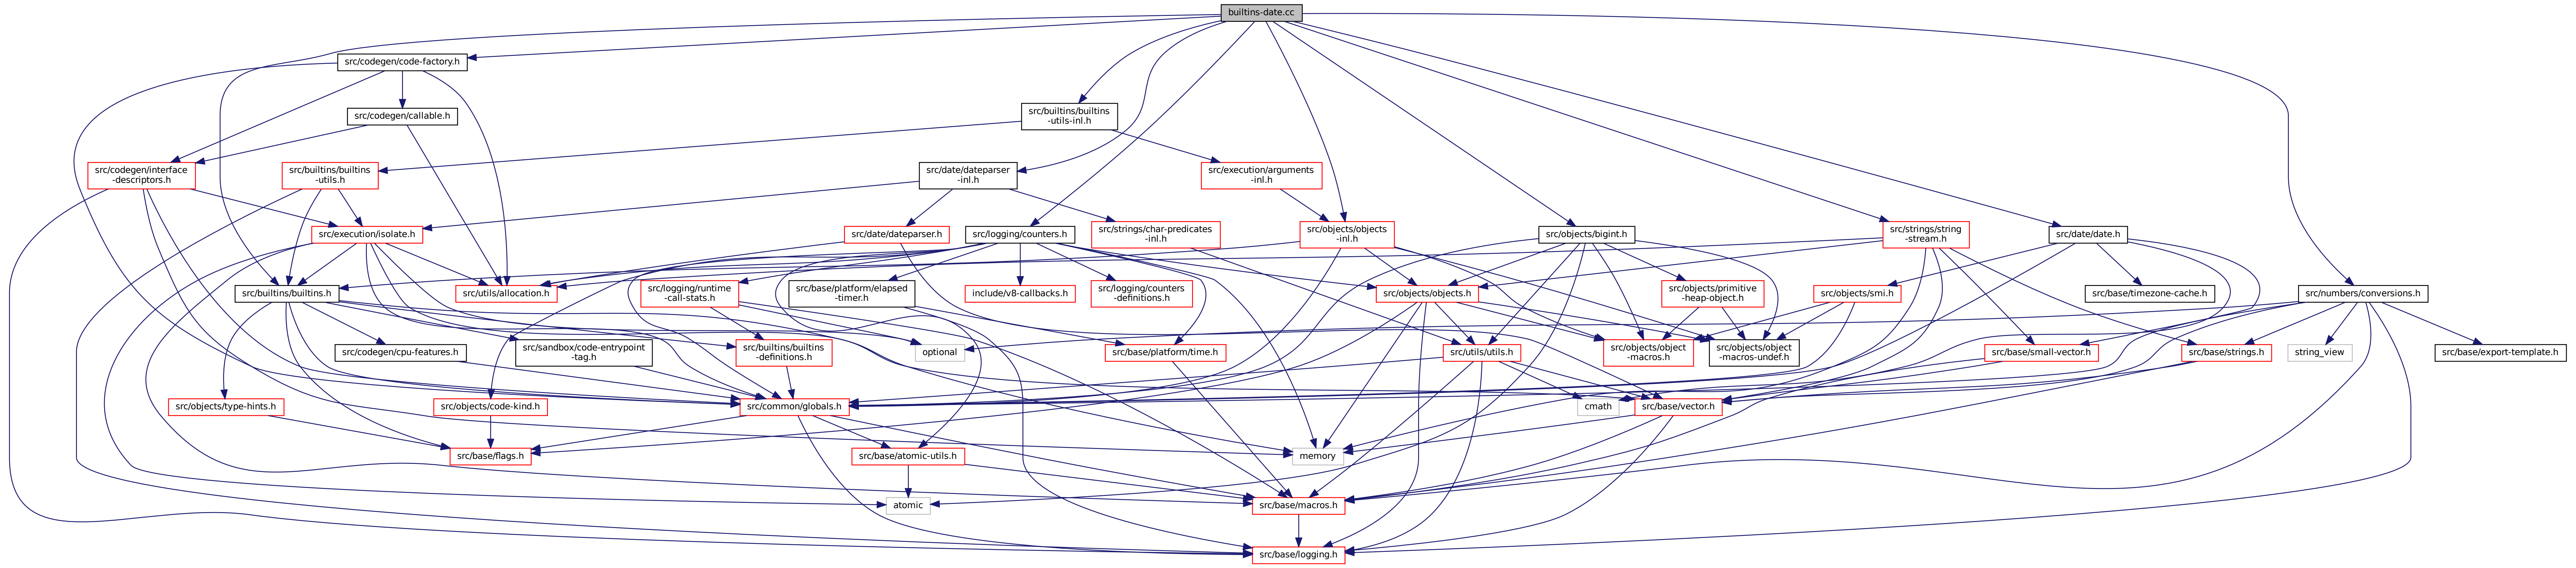 builtins-date.cc
src/codegen/code-factory.h
src/codegen/callable.h
src/builtins/builtins
-utils-inl.h
src/codegen/interface
-descriptors.h
src/builtins/builtins
-utils.h
src/date/dateparser
-inl.h
src/execution/arguments
-inl.h
src/execution/isolate.h
src/date/dateparser.h
src/logging/counters.h
src/strings/char-predicates
-inl.h
src/objects/objects
-inl.h
src/objects/bigint.h
src/strings/string
-stream.h
src/date/date.h
src/builtins/builtins.h
src/utils/allocation.h
src/logging/runtime
-call-stats.h
src/base/platform/elapsed
-timer.h
include/v8-callbacks.h
src/logging/counters
-definitions.h
src/objects/objects.h
src/objects/primitive
-heap-object.h
src/objects/smi.h
src/base/timezone-cache.h
src/numbers/conversions.h
src/codegen/cpu-features.h
src/sandbox/code-entrypoint
-tag.h
src/builtins/builtins
-definitions.h
optional
src/base/platform/time.h
src/utils/utils.h
src/objects/object
-macros.h
src/objects/object
-macros-undef.h
src/base/small-vector.h
src/base/strings.h
string_view
src/base/export-template.h
src/objects/type-hints.h
src/objects/code-kind.h
src/common/globals.h
cmath
src/base/vector.h
src/base/flags.h
src/base/atomic-utils.h
memory
atomic
src/base/macros.h
src/base/logging.h